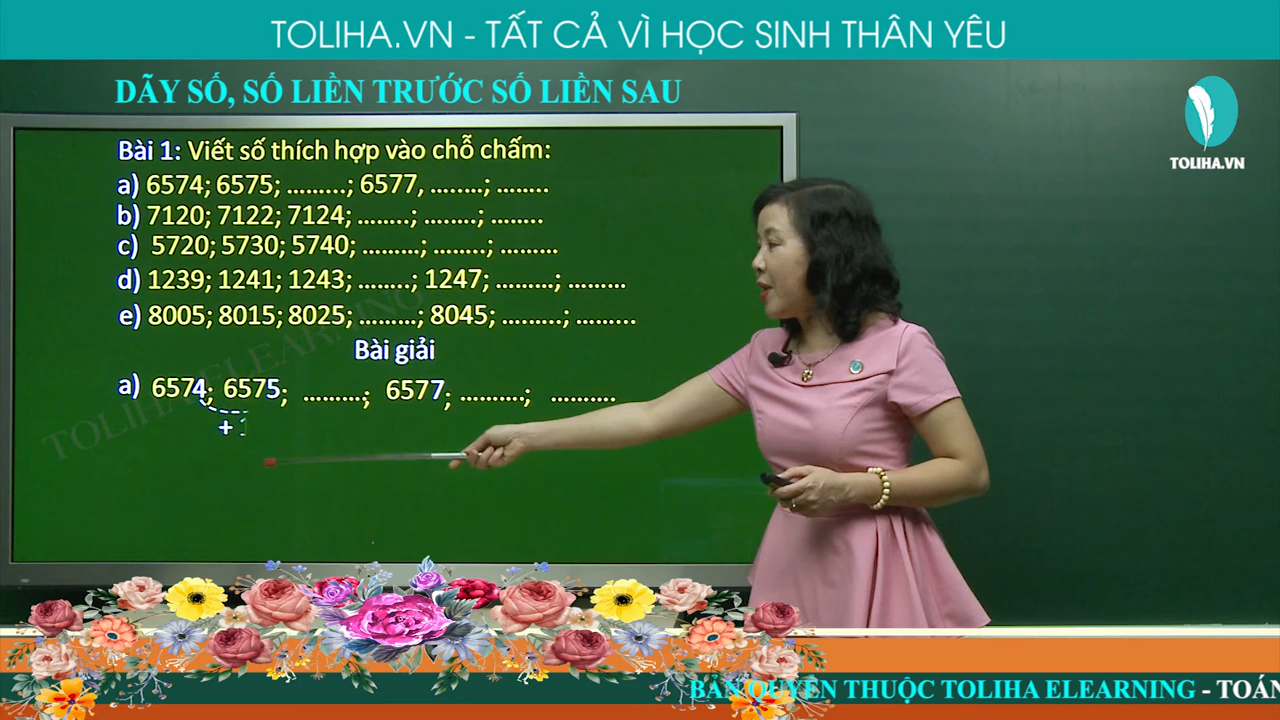 TOLIHA.VN - TẤT CẢ VÌ HỌC SINH THÂN YÊU
DÃY SỐ, SỐ LIỀN TRƯỚC SỐ LIỀN SAU
TOLIHA.VN
Bài 1: Viết số thích hợp vào chỗ chấm:
a) 6574; 6575; .........; 6577, ........; ........
b) 7120; 7122; 7124; ........; ........; ........
c) 5720; 5730; 5740; .........; ........; .........
d) 1239; 1241; 1243; ........; 1247; .........; .........
e) 8005; 8015; 8025; .........; 8045; .........; .........
Bài giải
a) 6574; 6575; .........; 6577; ..........; ..........
+ 1
TOLIHA ELEARNING
BẢN QUYỀN THUỘC TOLIHA ELEARNING - TOÁN